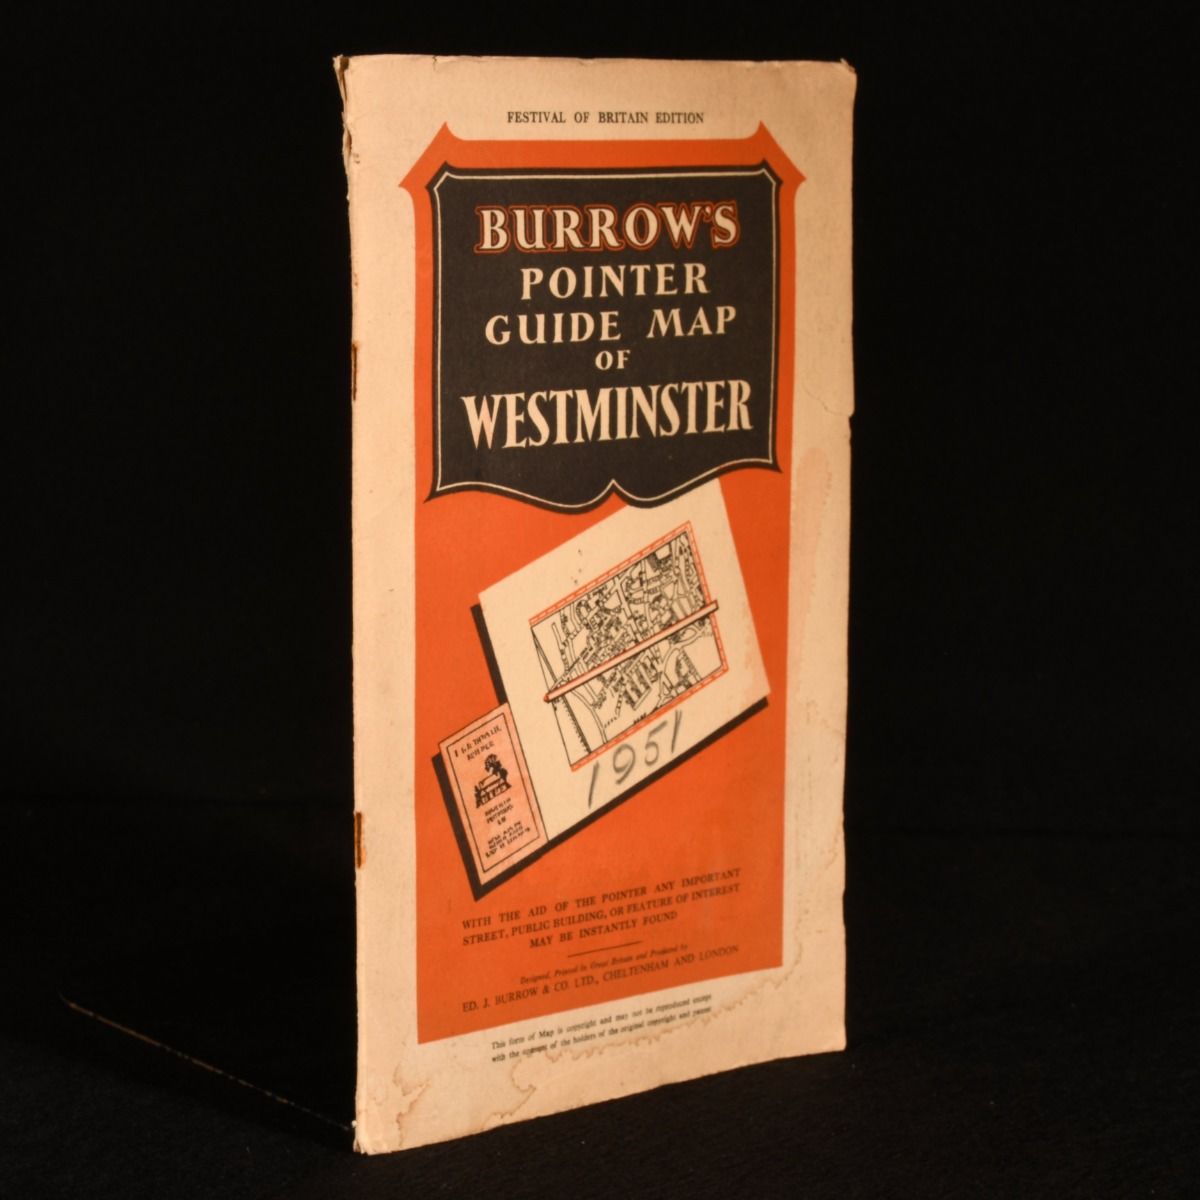 FESTIVAL OF BRITAIN EDITION
BURROW'S
POINTER
GUIDE MAP
OF
WESTMINSTER
1951
WITH THE AID OF THE POINTER ANY IMPORTANT
STREET, PUBLIC BUILDING, OR FEATURE OF INTEREST
MAY BE INSTANTLY FOUND
Designed, Printed in Great Britain and Produced by
ED. J. BURROW & CO. LTD., CHELTENHAM AND LONDON
This form of Map is copyright and may not be reproduced except
with the consent of the holders of the original copyright and patent